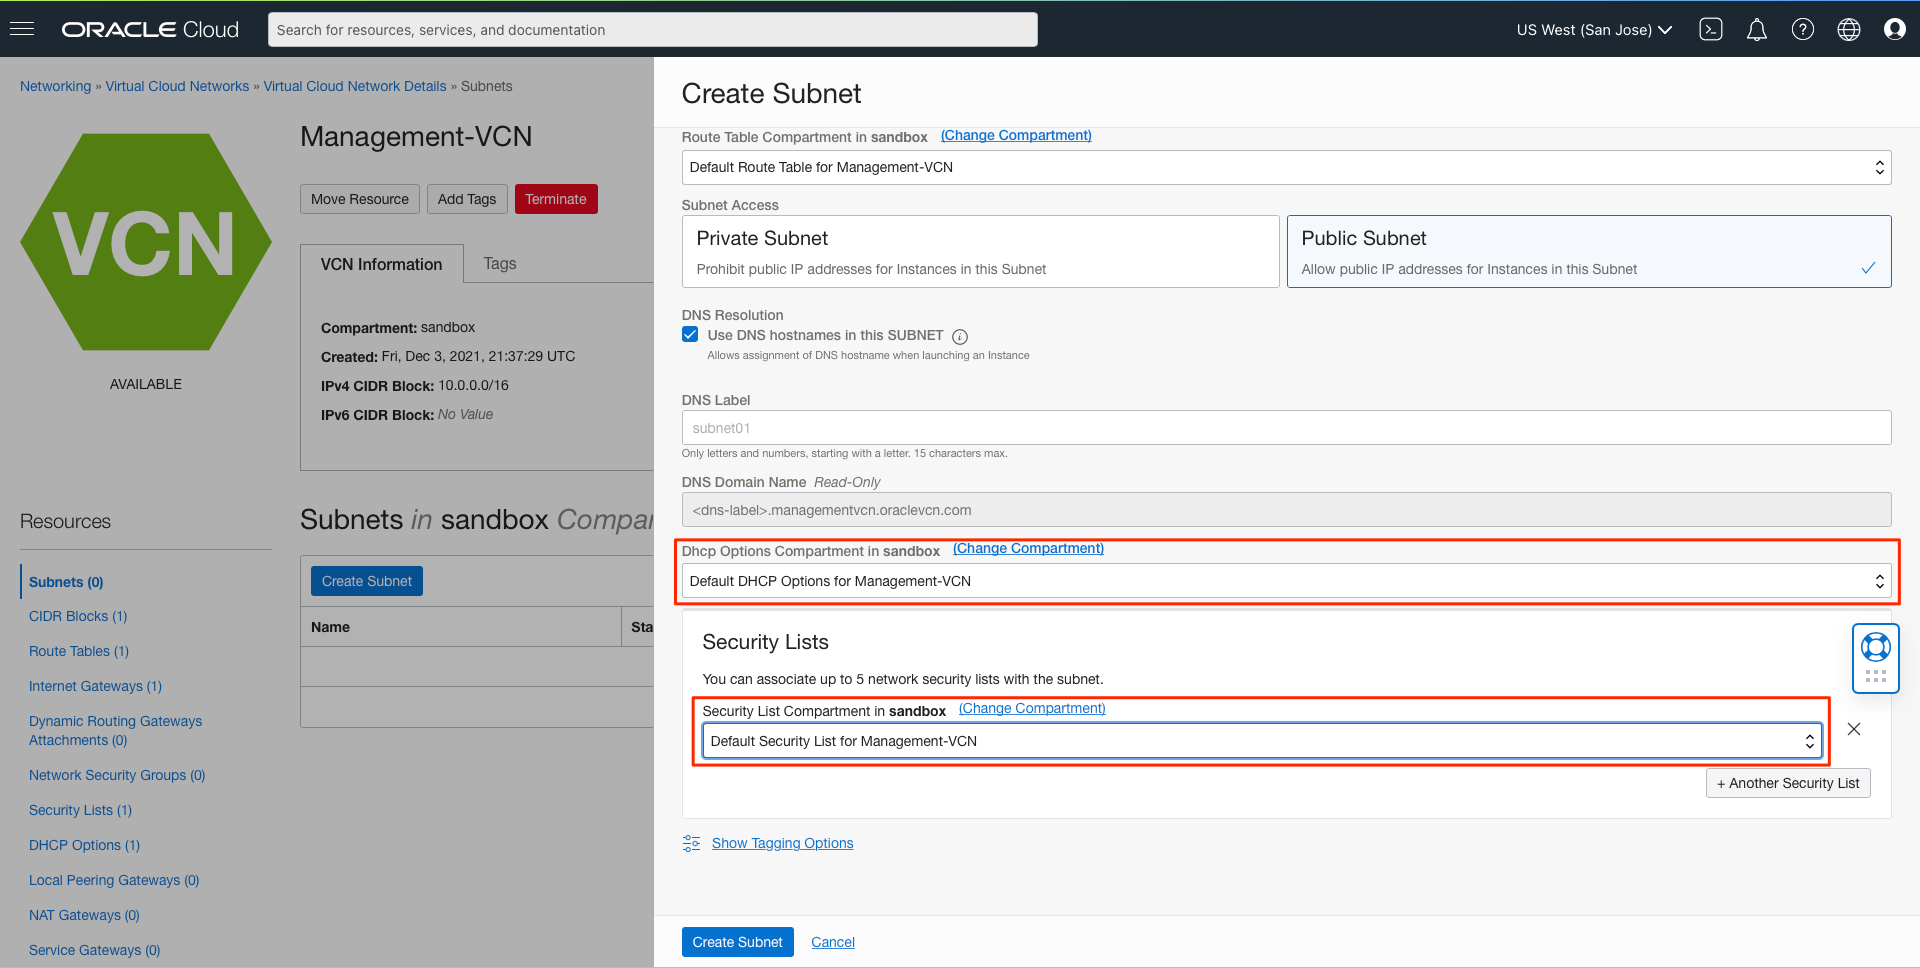 ORACLE Cloud
Search for resources, services, and documentation
US West (San Jose)
Networking » Virtual Cloud Networks » Virtual Cloud Network Details » Subnets
VCN
AVAILABLE
Management-VCN
Move Resource
Add Tags
Terminate
VCN Information
Tags
Compartment: sandbox
Created: Fri, Dec 3, 2021, 21:37:29 UTC
IPv4 CIDR Block: 10.0.0.0/16
IPv6 CIDR Block: No Value
Resources
Subnets (0)
CIDR Blocks (1)
Route Tables (1)
Internet Gateways (1)
Dynamic Routing Gateways
Attachments (0)
Network Security Groups (0)
Security Lists (1)
DHCP Options (1)
Local Peering Gateways (0)
NAT Gateways (0)
Service Gateways (0)
Subnets in sandbox Compar
Create Subnet
Name
Sta
Create Subnet
Route Table Compartment in sandbox (Change Compartment)
Default Route Table for Management-VCN
Subnet Access
Private Subnet
Prohibit public IP addresses for Instances in this Subnet
Public Subnet
Allow public IP addresses for Instances in this Subnet
DNS Resolution
Use DNS hostnames in this SUBNET
Allows assignment of DNS hostname when launching an Instance
DNS Label
subnet01
Only letters and numbers, starting with a letter. 15 characters max.
DNS Domain Name Read-Only
<dns-label>.managementvcn.oraclevcn.com
Dhcp Options Compartment in sandbox (Change Compartment)
Default DHCP Options for Management-VCN
Security Lists
You can associate up to 5 network security lists with the subnet.
Security List Compartment in sandbox (Change Compartment)
Default Security List for Management-VCN
+ Another Security List
Show Tagging Options
Create Subnet
Cancel